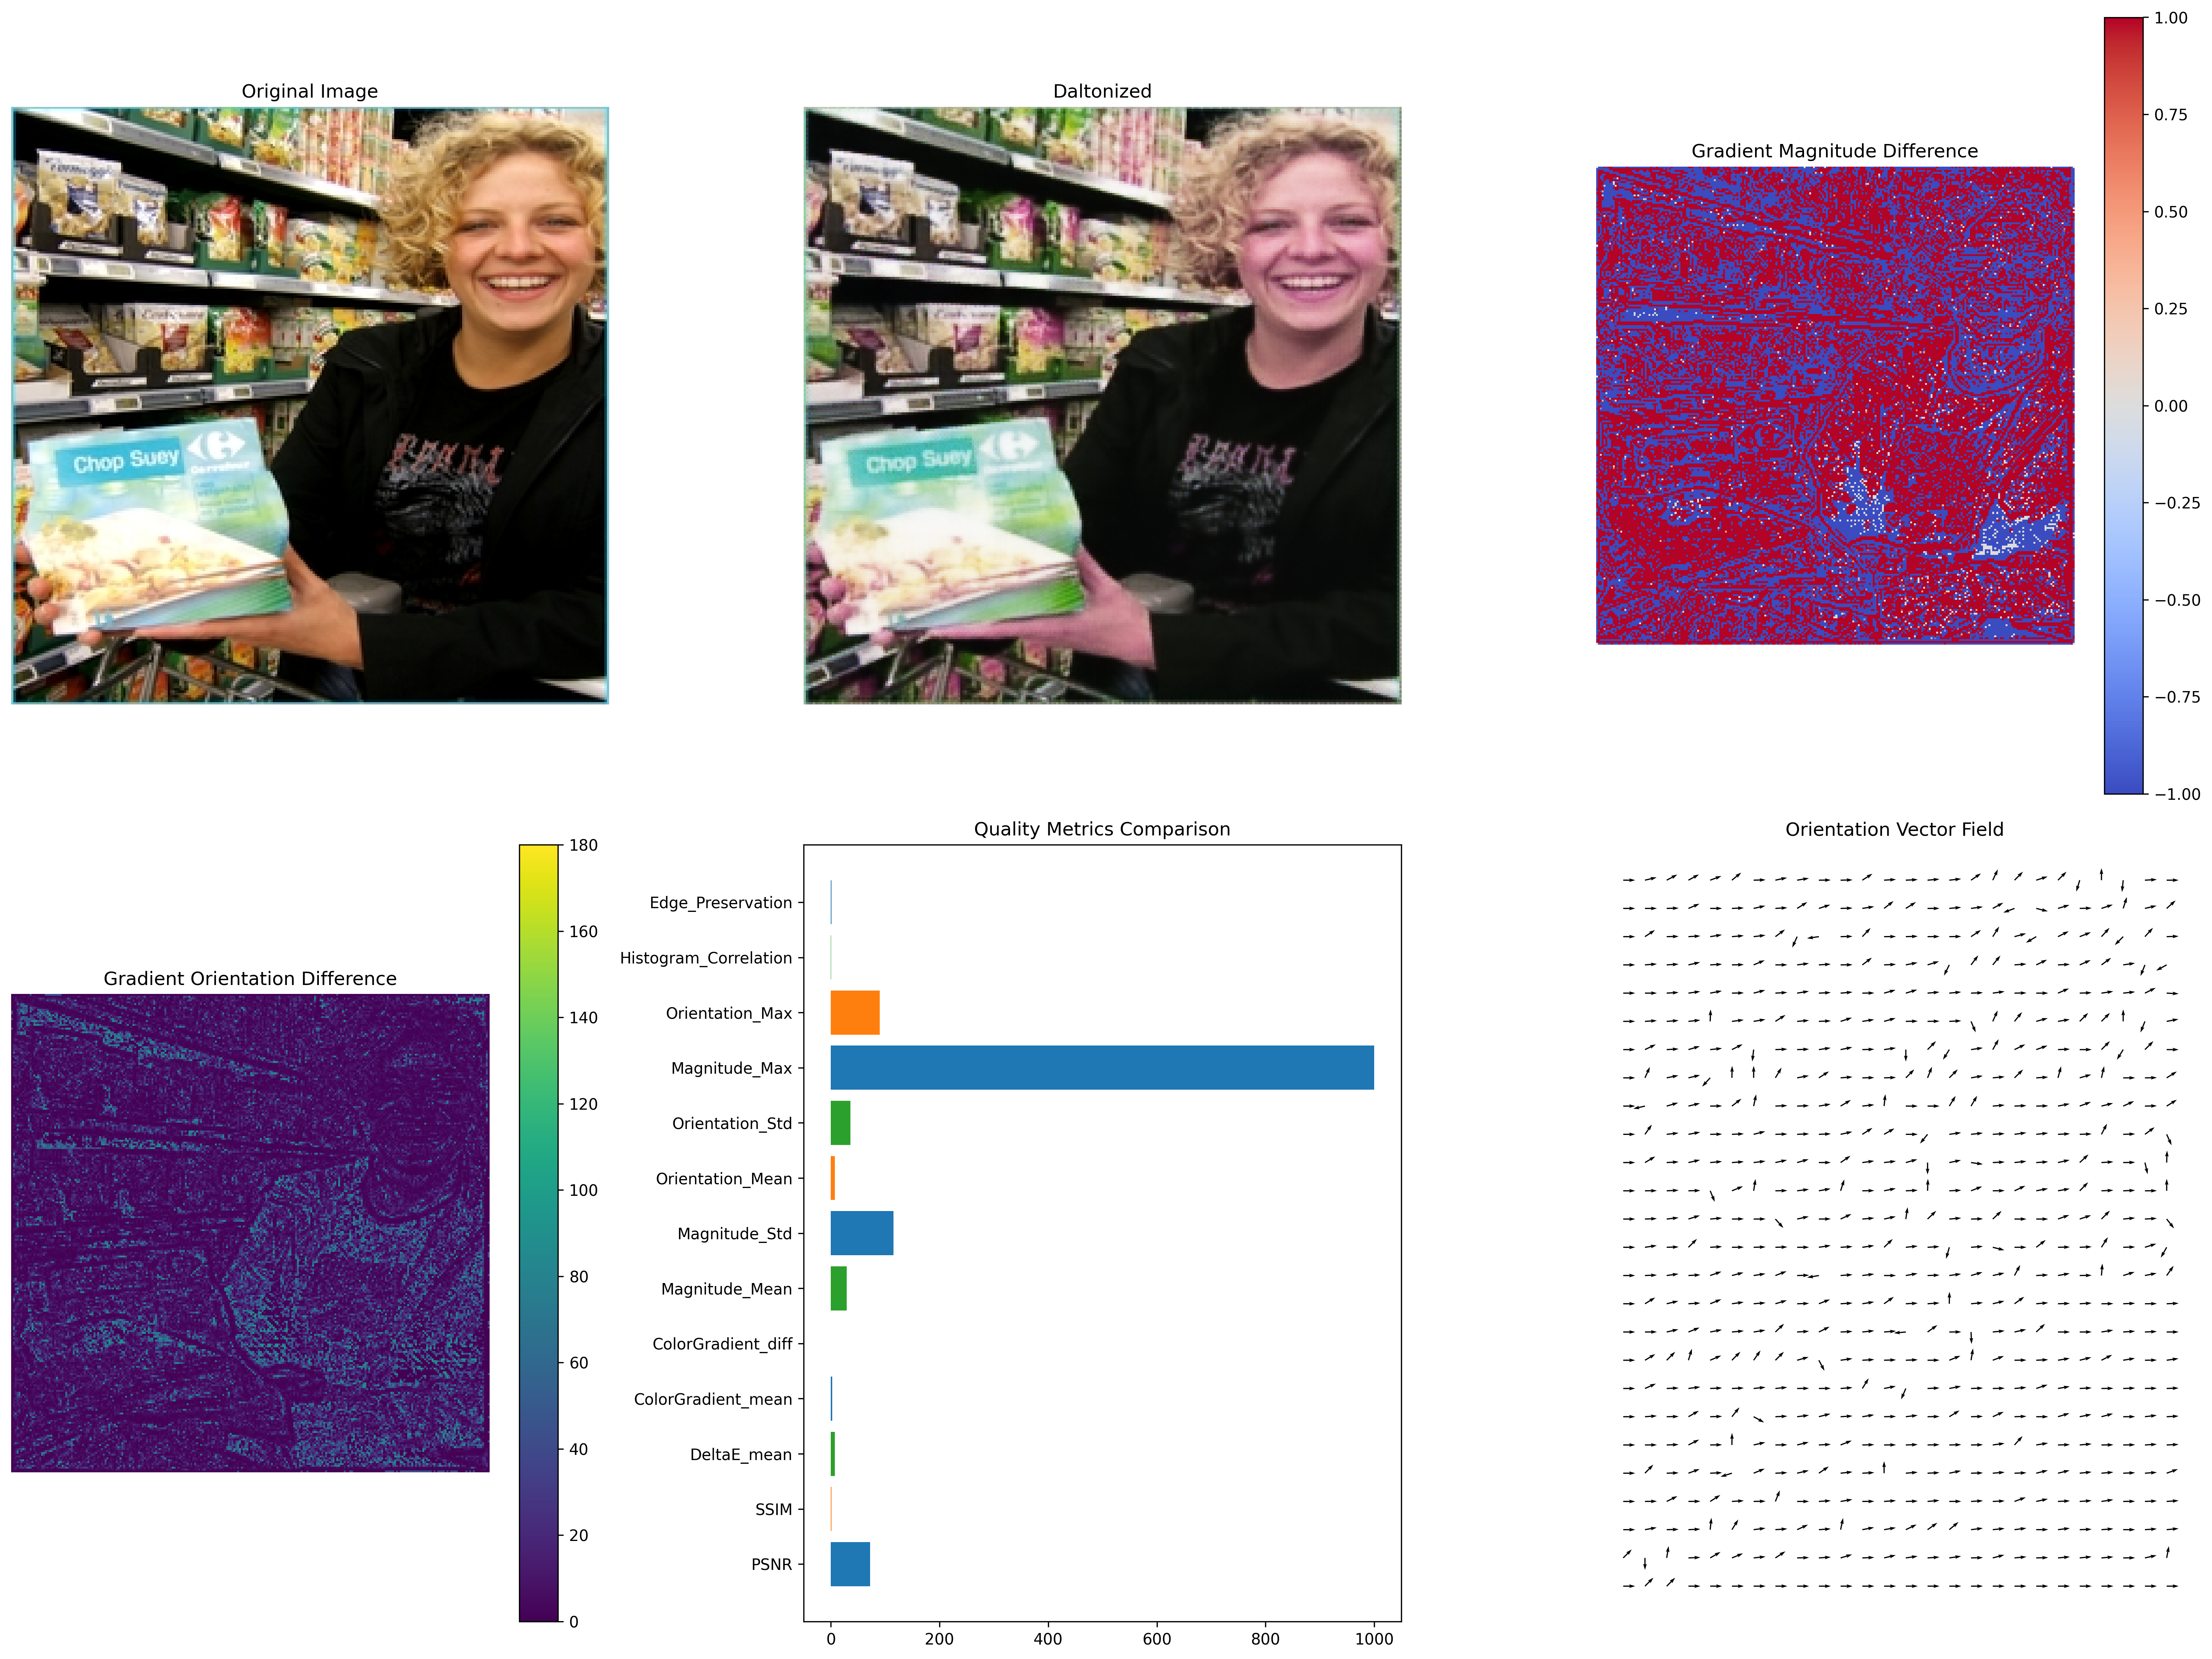 Original Image
Daltonized
Gradient Magnitude Difference
1.00
0.75
0.50
0.25
0.00
−0.25
−0.50
−0.75
−1.00
Chop Suey
Carrefour
Chop Suey
Carrefour
Gradient Orientation Difference
180
160
140
120
100
80
60
40
20
0
Quality Metrics Comparison
Edge_Preservation
Histogram_Correlation
Orientation_Max
Magnitude_Max
Orientation_Std
Orientation_Mean
Magnitude_Std
Magnitude_Mean
ColorGradient_diff
ColorGradient_mean
DeltaE_mean
SSIM
PSNR
0 200 400 600 800 1000
Orientation Vector Field